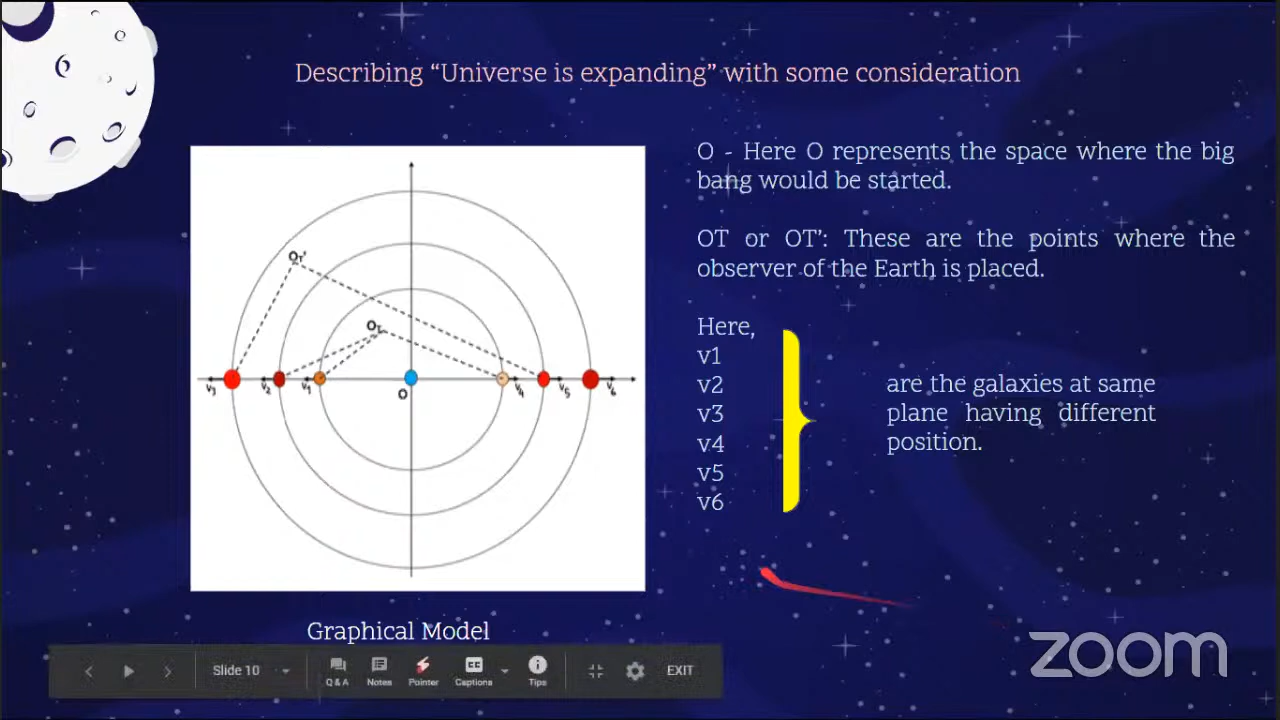 Describing “Universe is expanding” with some consideration
O - Here O represents the space where the big
bang would be started.
OT or OT’: These are the points where the
observer of the Earth is placed.
Here,
v1
v2
v3
v4
v5
v6
are the galaxies at same
plane having different
position.
OT'
OT
V3
V2
V1
O
V4
V5
V6
Graphical Model
Slide 10
Q & A
Notes
Pointer
CC
Captions
Tips
EXIT
zoom